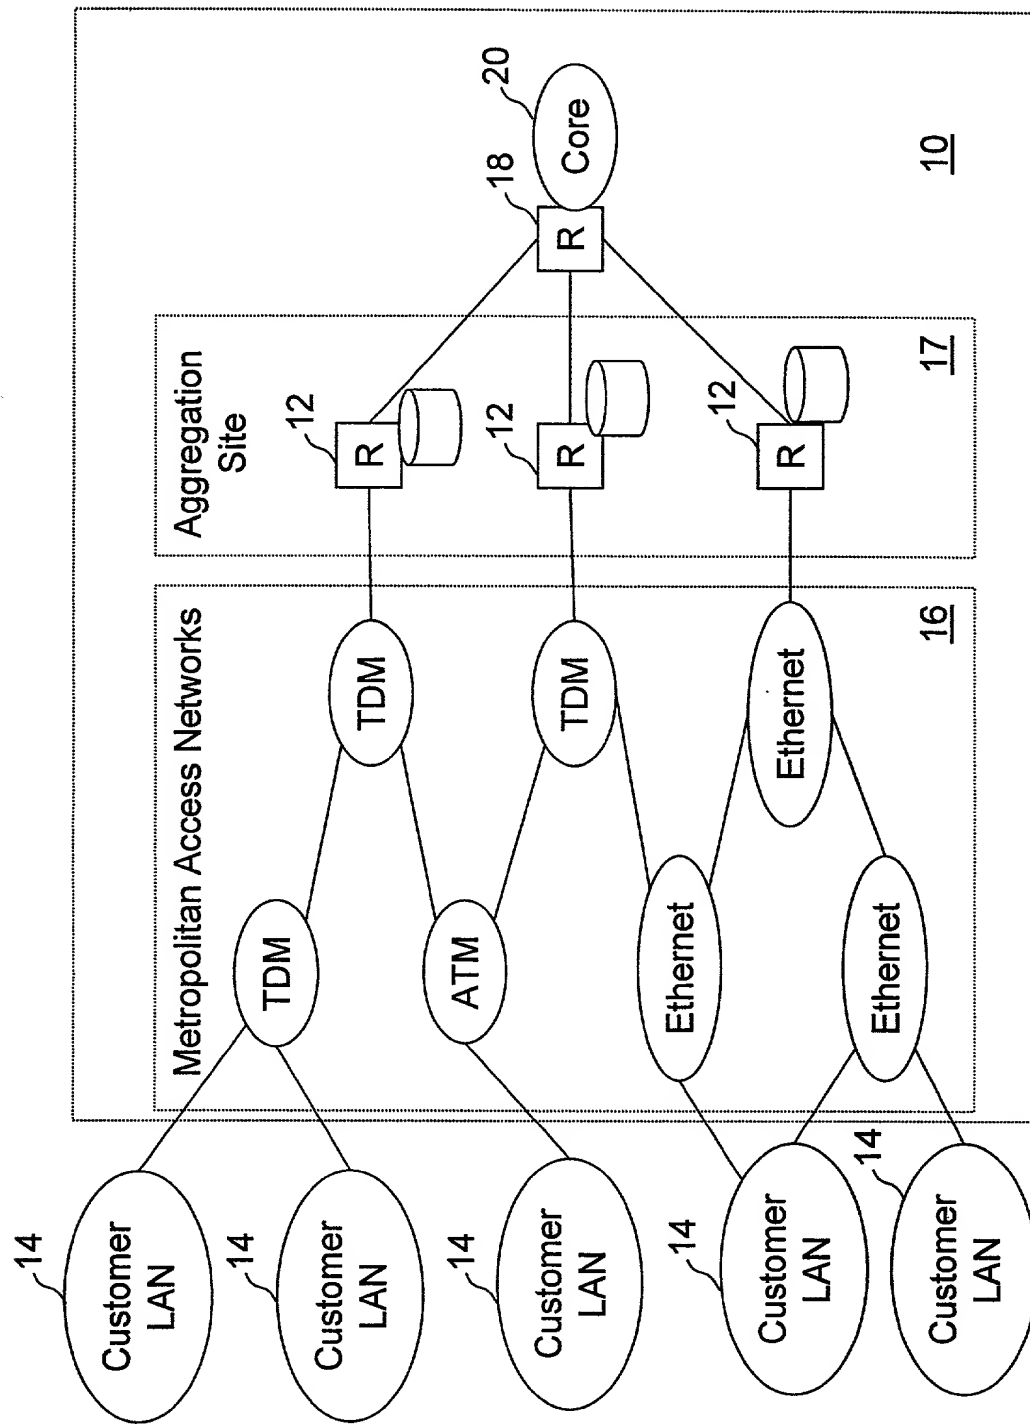 Metropolitan Access Networks
Aggregation
Site
14
Customer
LAN
14
Customer
LAN
14
Customer
LAN
14
Customer
LAN
14
Customer
LAN
TDM
ATM
Ethernet
Ethernet
TDM
TDM
Ethernet
16
12
R
12
R
12
R
17
18
R
20
Core
10